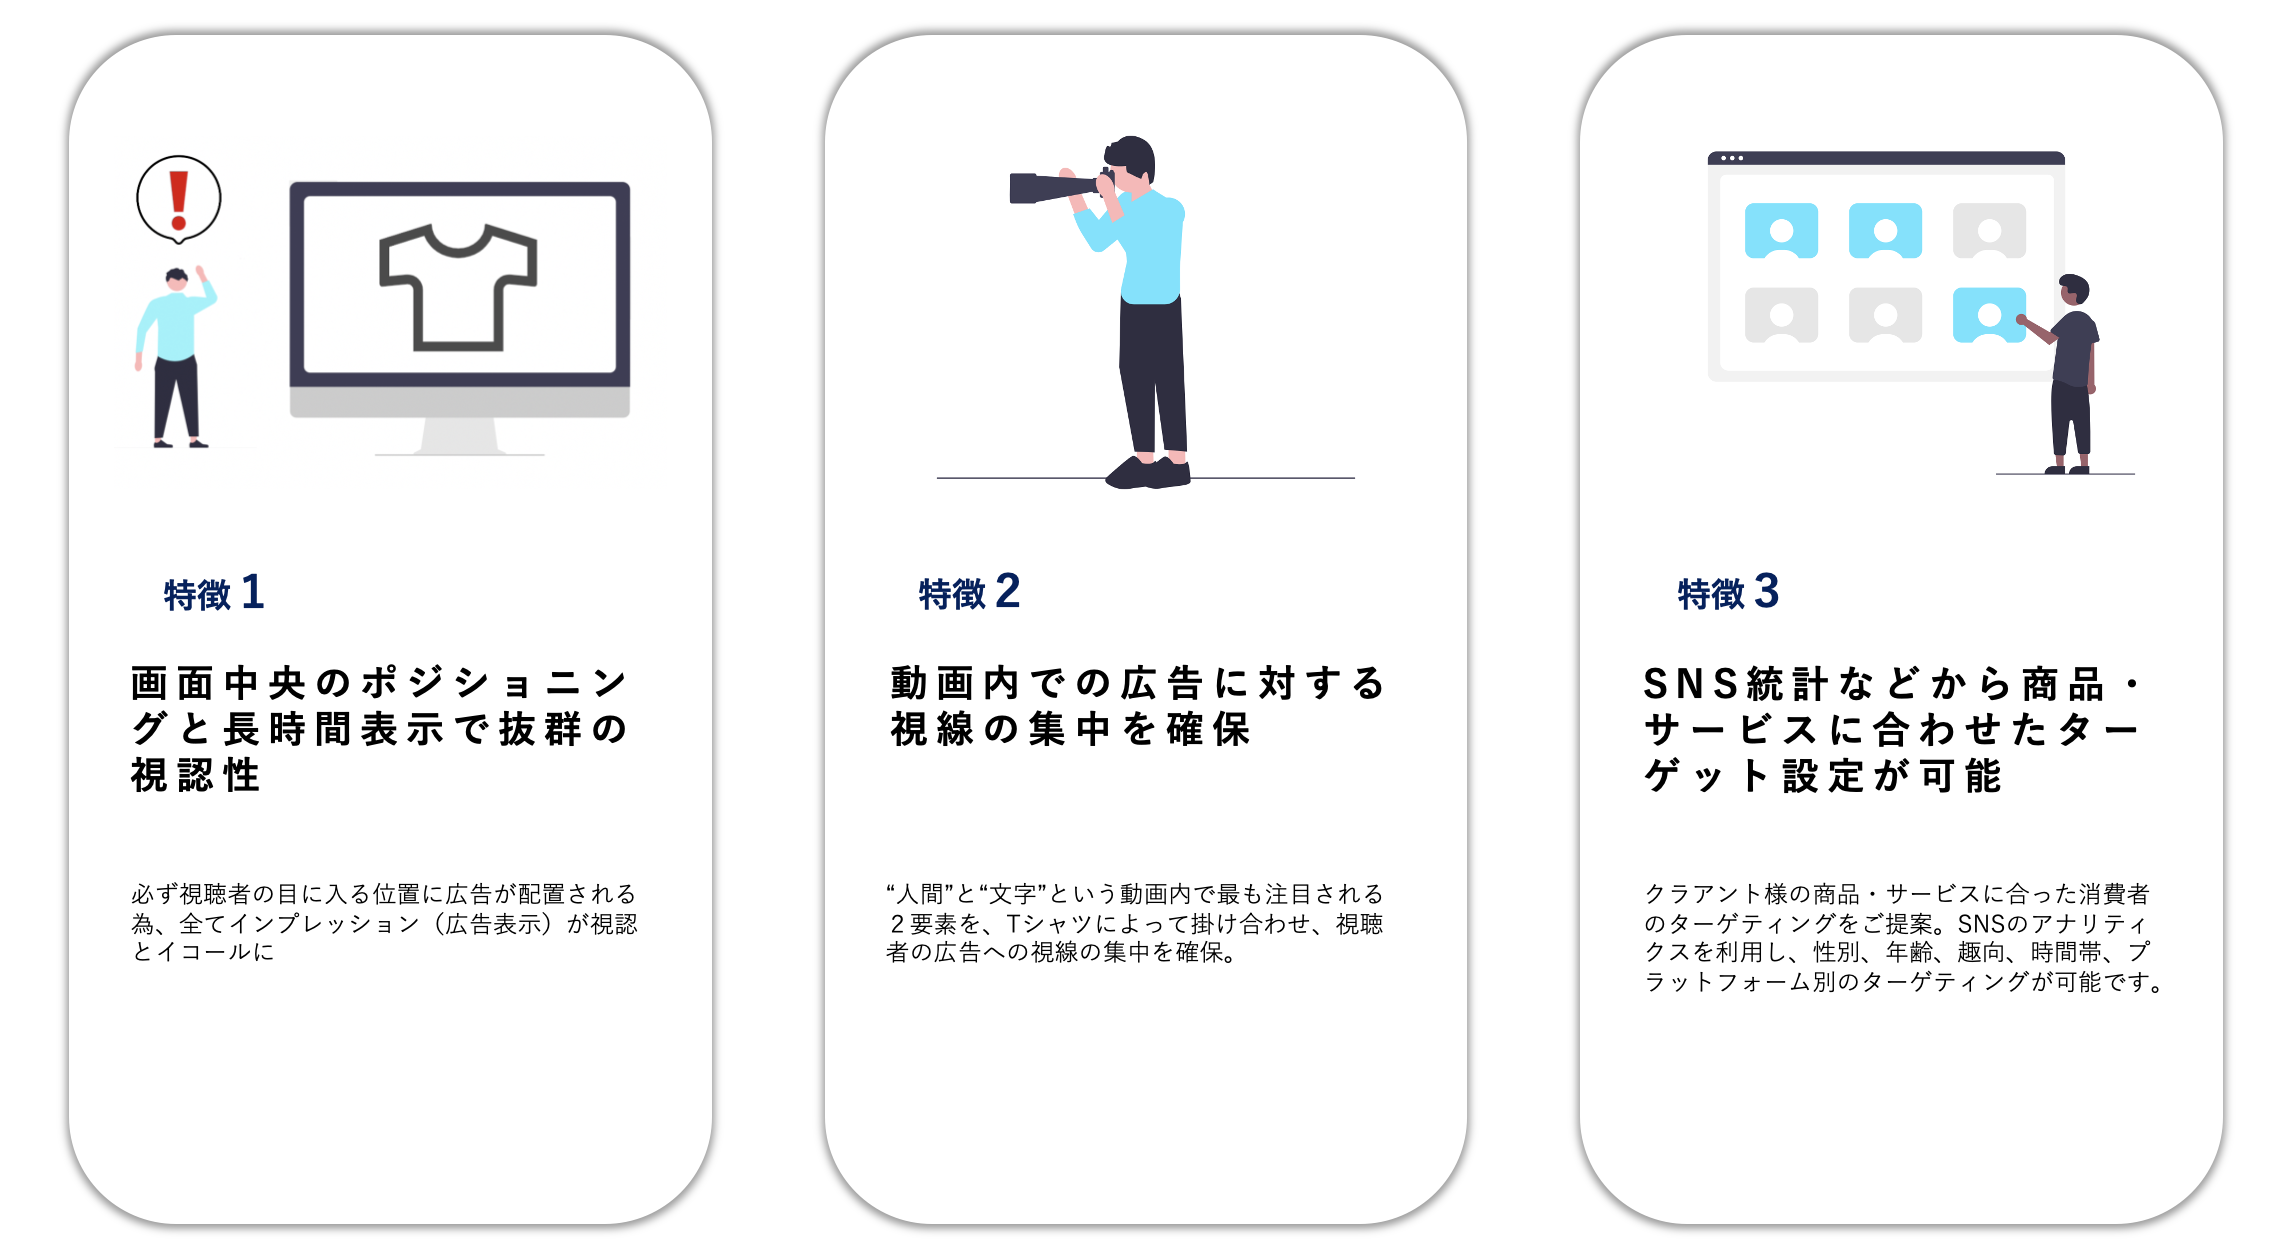 特徴 1
画面中央のポジショニン
グと長時間表示で抜群の
視認性
必ず視聴者の目に入る位置に広告が配置される
為、全てインプレッション（広告表示）が視認
とイコールに
特徴 2
動画内での広告に対する
視線の集中を確保
“人間”と“文字”という動画内で最も注目される
２要素を、Tシャツによって掛け合わせ、視聴
者の広告への視線の集中を確保。
特徴 3
SNS統計などから商品・
サービスに合わせたター
ゲット設定が可能
クラアント様の商品・サービスに合った消費者
のターゲティングをご提案。SNSのアナリティ
クスを利用し、性別、年齢、趣向、時間帯、プ
ラットフォーム別のターゲティングが可能です。